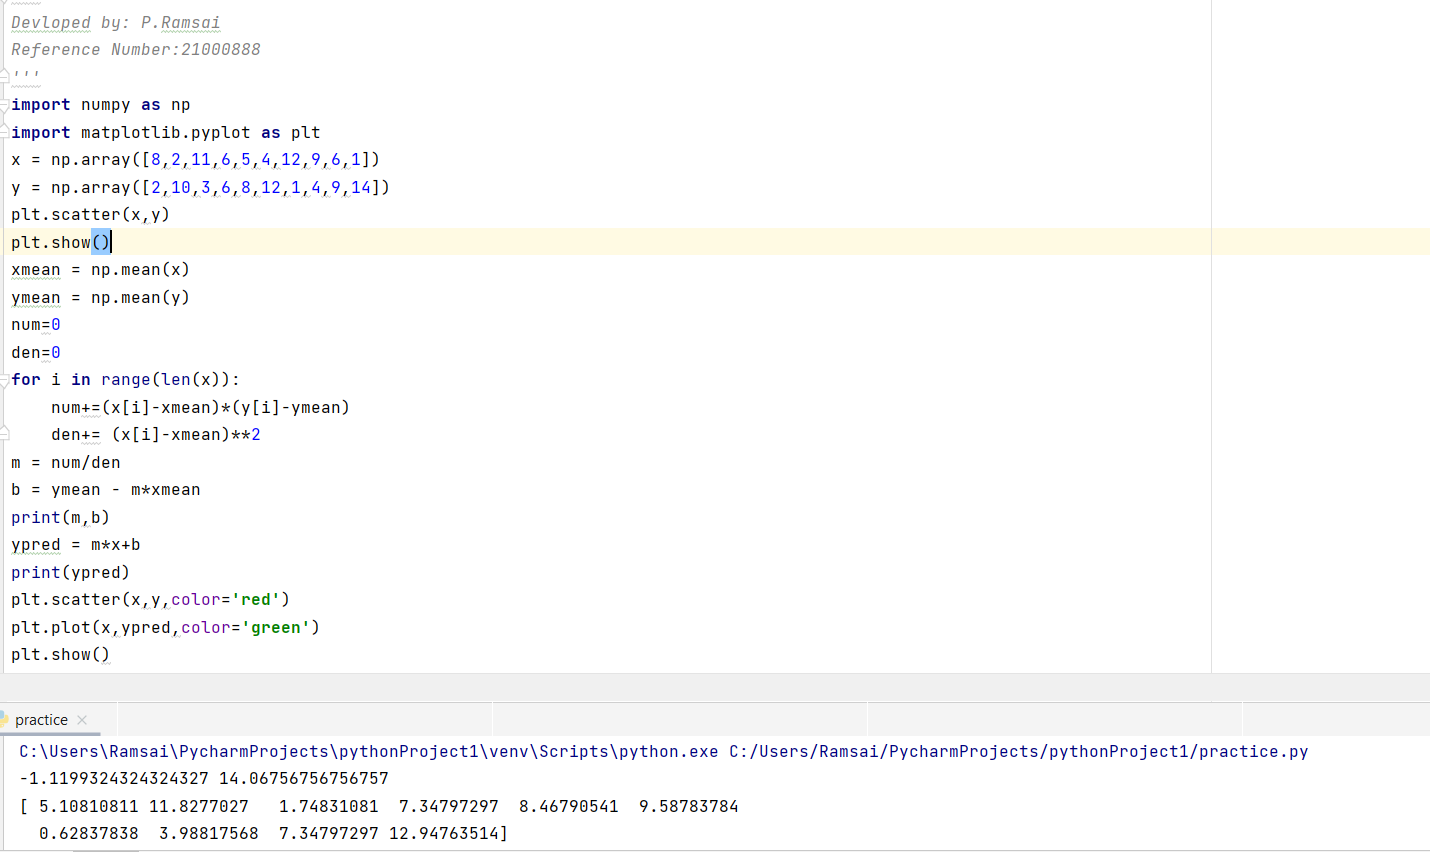 Devloped by: P.Ramsai
Reference Number:21000888
'''
import numpy as np
import matplotlib.pyplot as plt
x = np.array([8,2,11,6,5,4,12,9,6,1])
y = np.array([2,10,3,6,8,12,1,4,9,14])
plt.scatter(x,y)
plt.show()
xmean = np.mean(x)
ymean = np.mean(y)
num=0
den=0
for i in range(len(x)):
    num+=(x[i]-xmean)*(y[i]-ymean)
    den+= (x[i]-xmean)**2
m = num/den
b = ymean - m*xmean
print(m,b)
ypred = m*x+b
print(ypred)
plt.scatter(x,y,color='red')
plt.plot(x,ypred,color='green')
plt.show()
practice
C:\Users\Ramsai\PycharmProjects\pythonProject1\venv\Scripts\python.exe C:/Users/Ramsai/PycharmProjects/pythonProject1/practice.py
-1.1199324324324327 14.06756756756757
[ 5.10810811 11.8277027   1.74831081  7.34797297  8.46790541  9.58783784
  0.62837838  3.98817568  7.34797297 12.94763514]